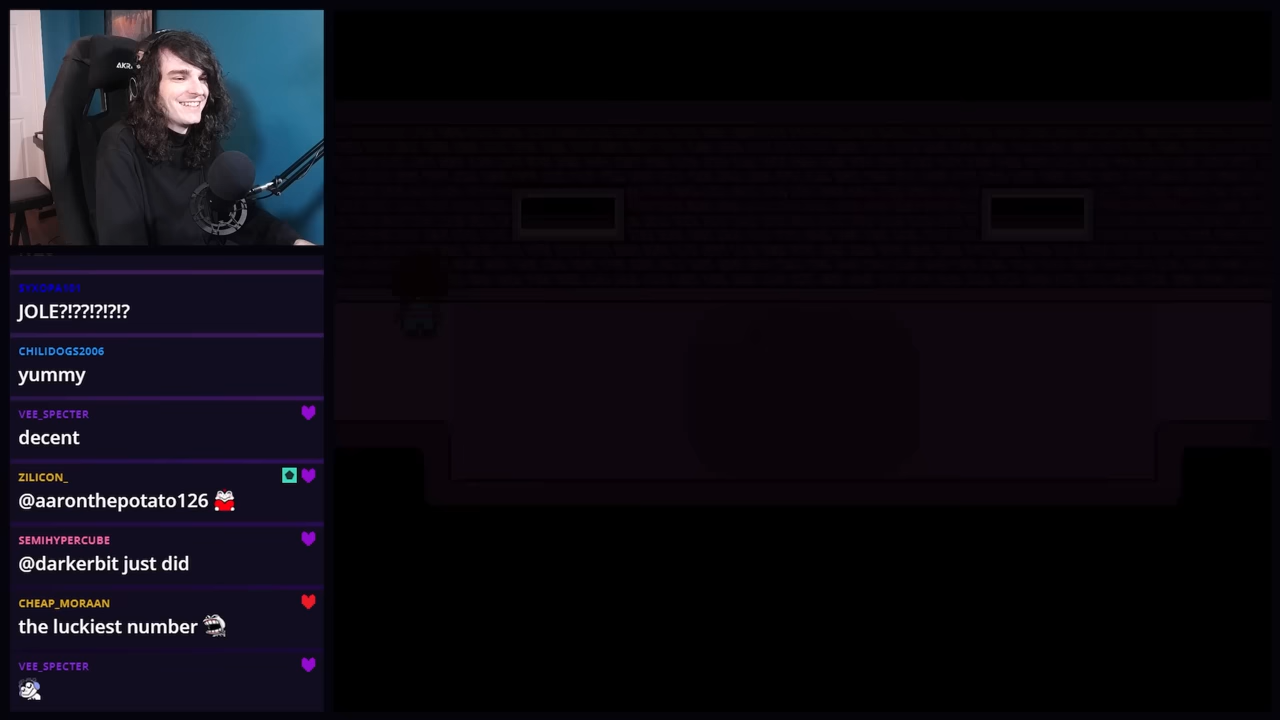 JOLE?!??!?!?!?
CHILIDOGS2006
yummy
VEE_SPECTER
decent
ZILICON_
@aaronthepotato126
SEMIHYPERCUBE
@darkerbit just did
CHEAP_MORAAN
the luckiest number
VEE_SPECTER